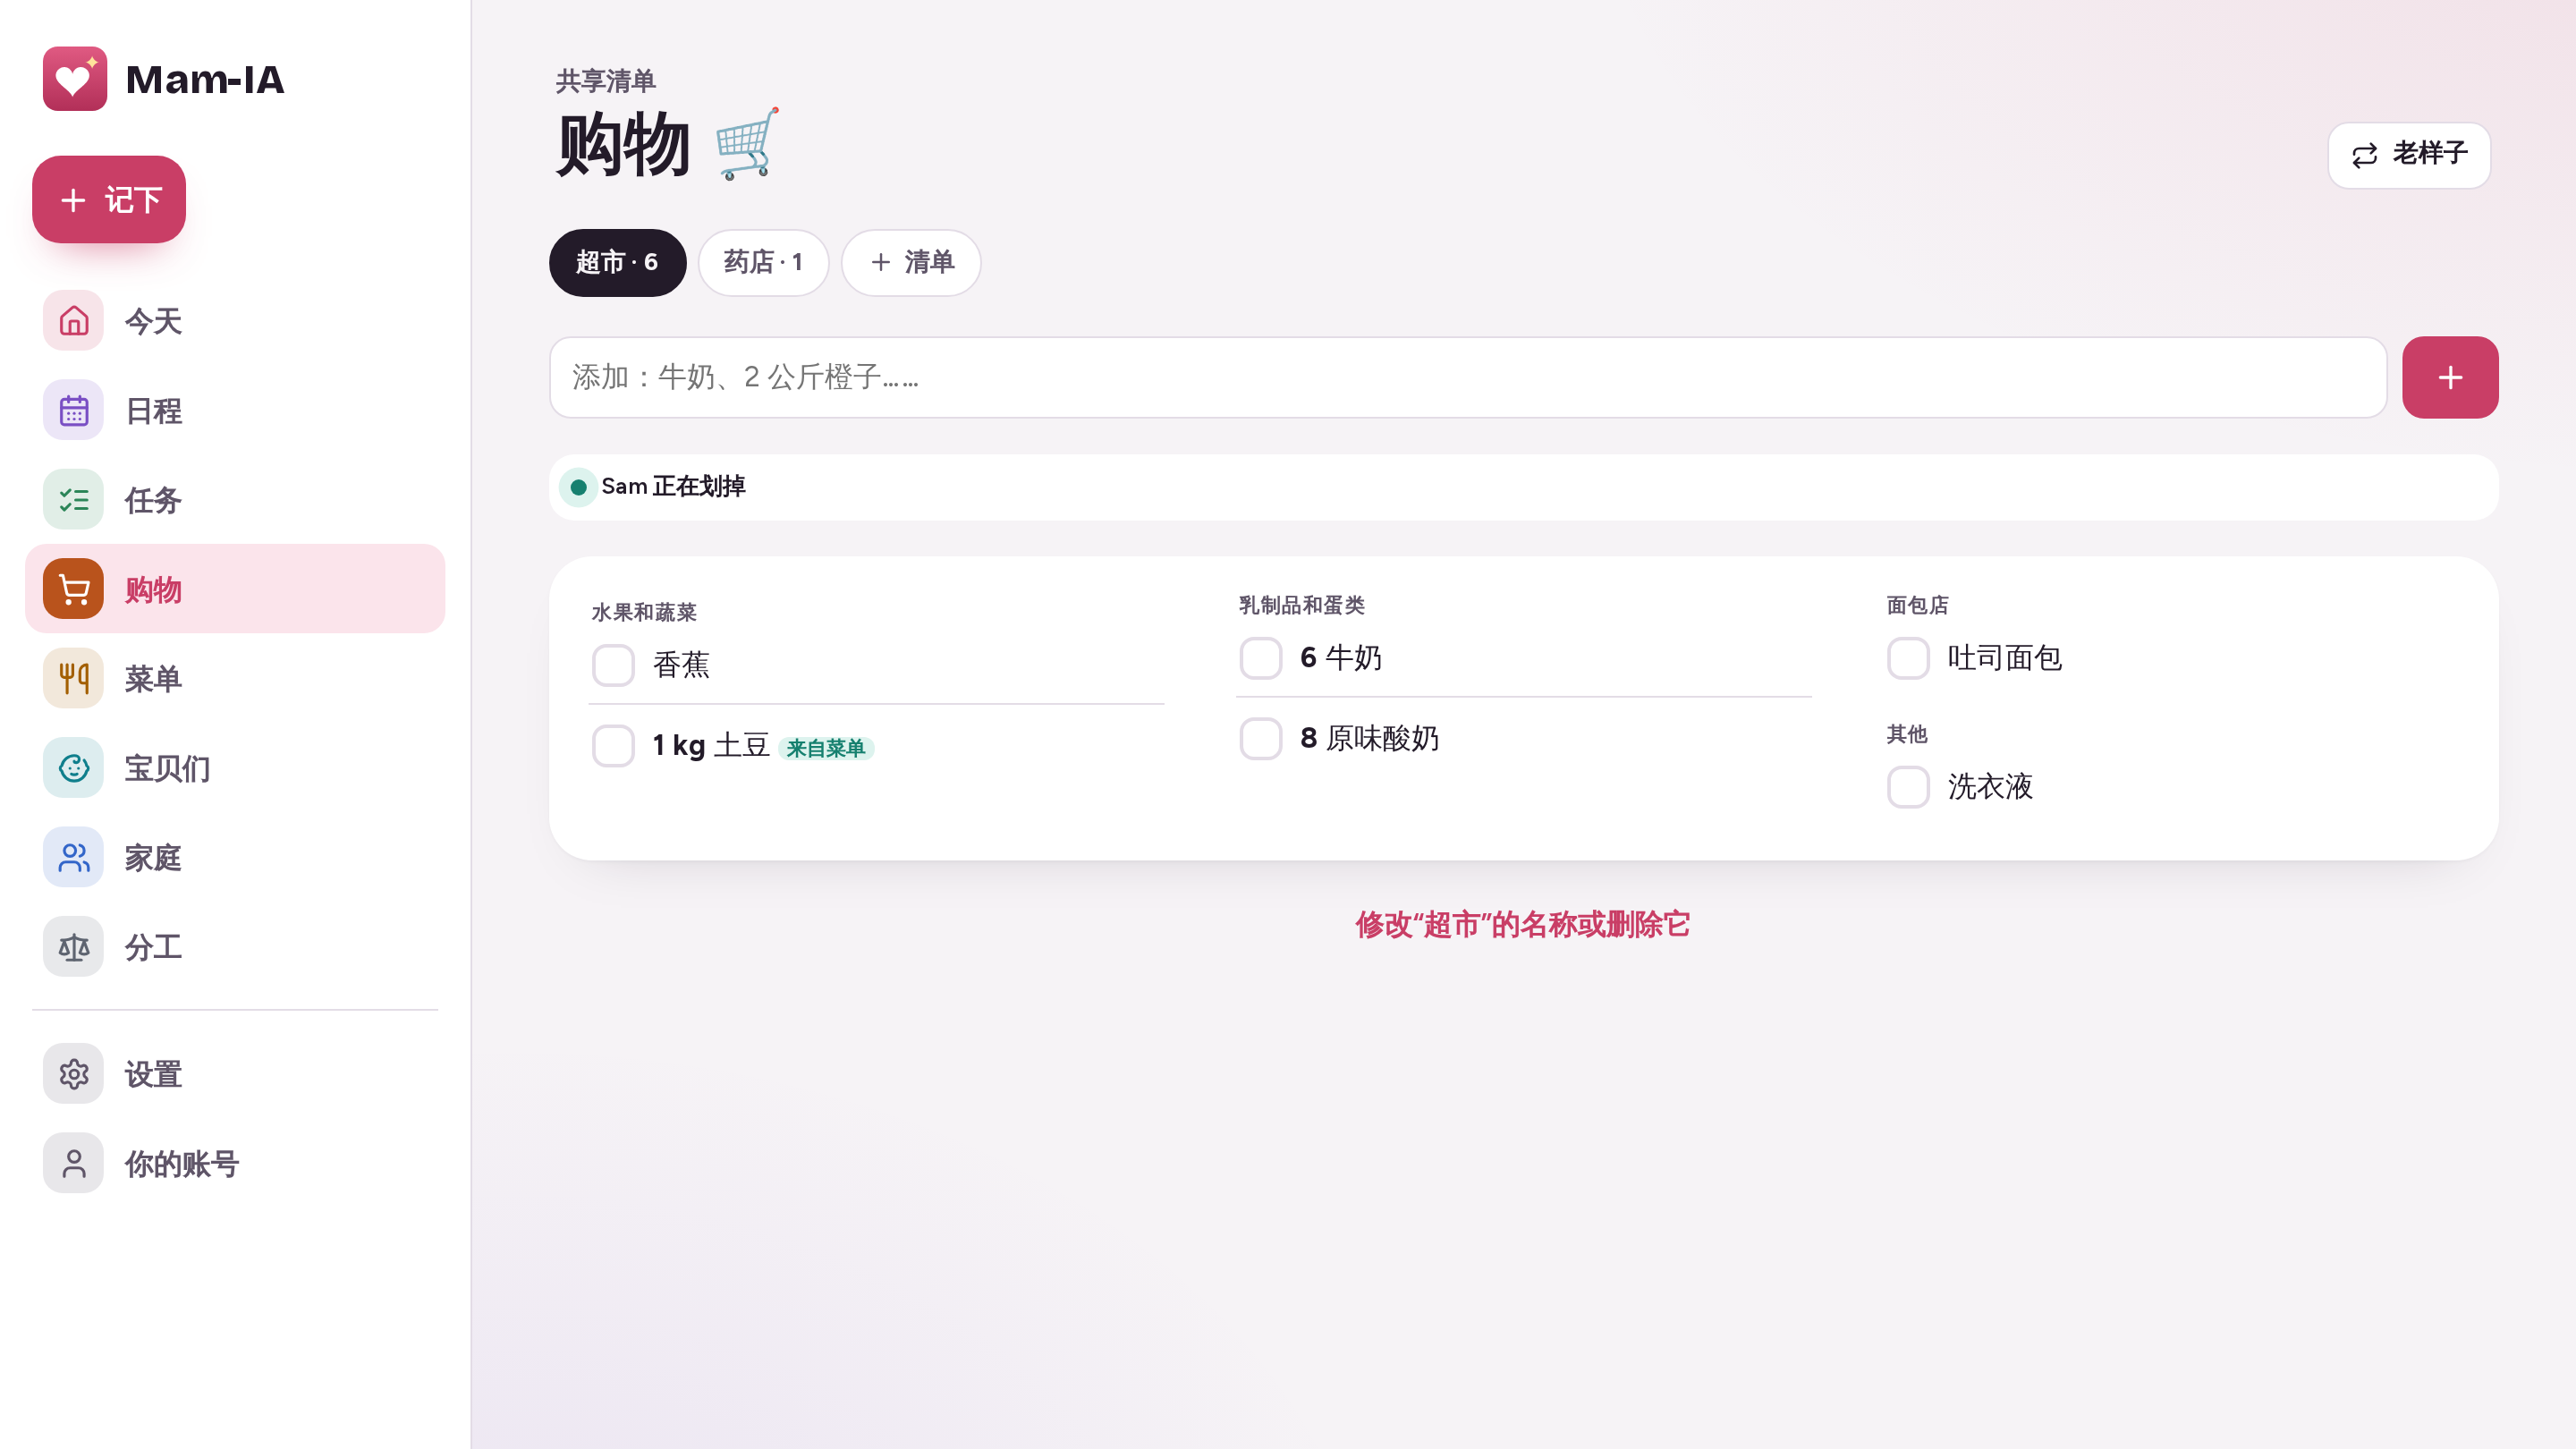 Mam-IA
记下
今天
日程
任务
购物
菜单
宝贝们
家庭
分工
设置
你的账号
共享清单
购物
老样子
超市 · 6
药店 · 1
清单
添加：牛奶、2 公斤橙子……
Sam 正在划掉
水果和蔬菜
香蕉
1 kg 土豆 来自菜单
乳制品和蛋类
6 牛奶
8 原味酸奶
面包店
吐司面包
其他
洗衣液
修改“超市”的名称或删除它